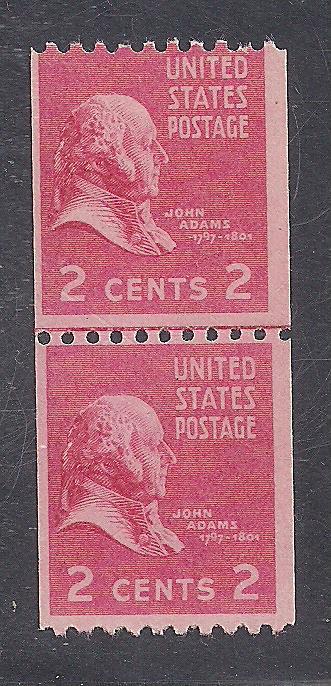 UNITED
STATES
POSTAGE
JOHN
ADAMS
1797-1801
2 CENTS 2
UNITED
STATES
POSTAGE
JOHN
ADAMS
1797-1801
2 CENTS 2